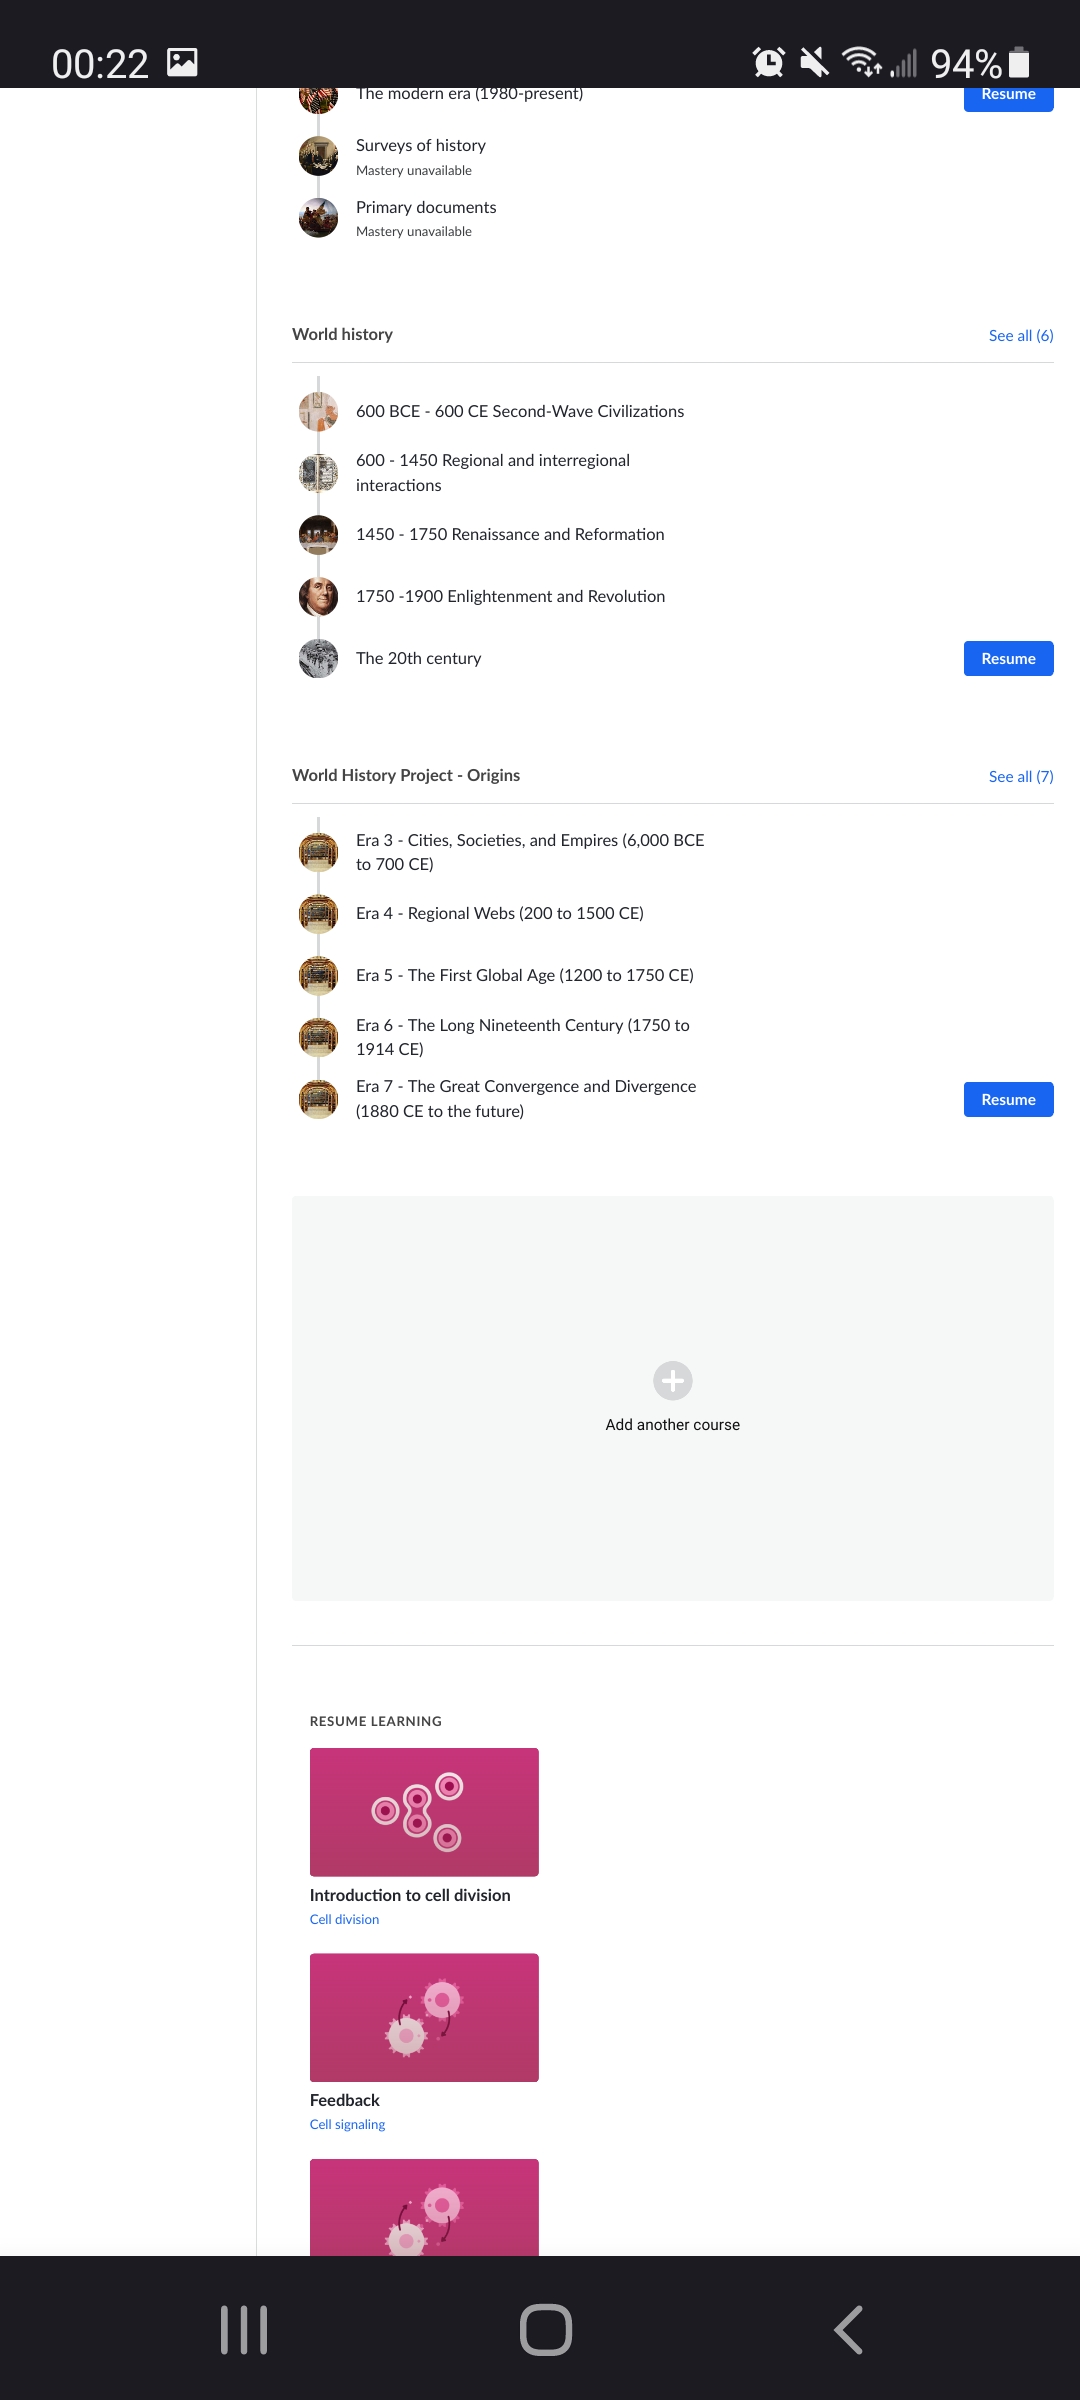 00:22
94%
The modern era (1980-present)
Resume
Surveys of history
Mastery unavailable
Primary documents
Mastery unavailable
World history
See all (6)
600 BCE - 600 CE Second-Wave Civilizations
600 - 1450 Regional and interregional
interactions
1450 - 1750 Renaissance and Reformation
1750 -1900 Enlightenment and Revolution
The 20th century
Resume
World History Project - Origins
See all (7)
Era 3 - Cities, Societies, and Empires (6,000 BCE
to 700 CE)
Era 4 - Regional Webs (200 to 1500 CE)
Era 5 - The First Global Age (1200 to 1750 CE)
Era 6 - The Long Nineteenth Century (1750 to
1914 CE)
Era 7 - The Great Convergence and Divergence
(1880 CE to the future)
Resume
Add another course
RESUME LEARNING
Introduction to cell division
Cell division
Feedback
Cell signaling